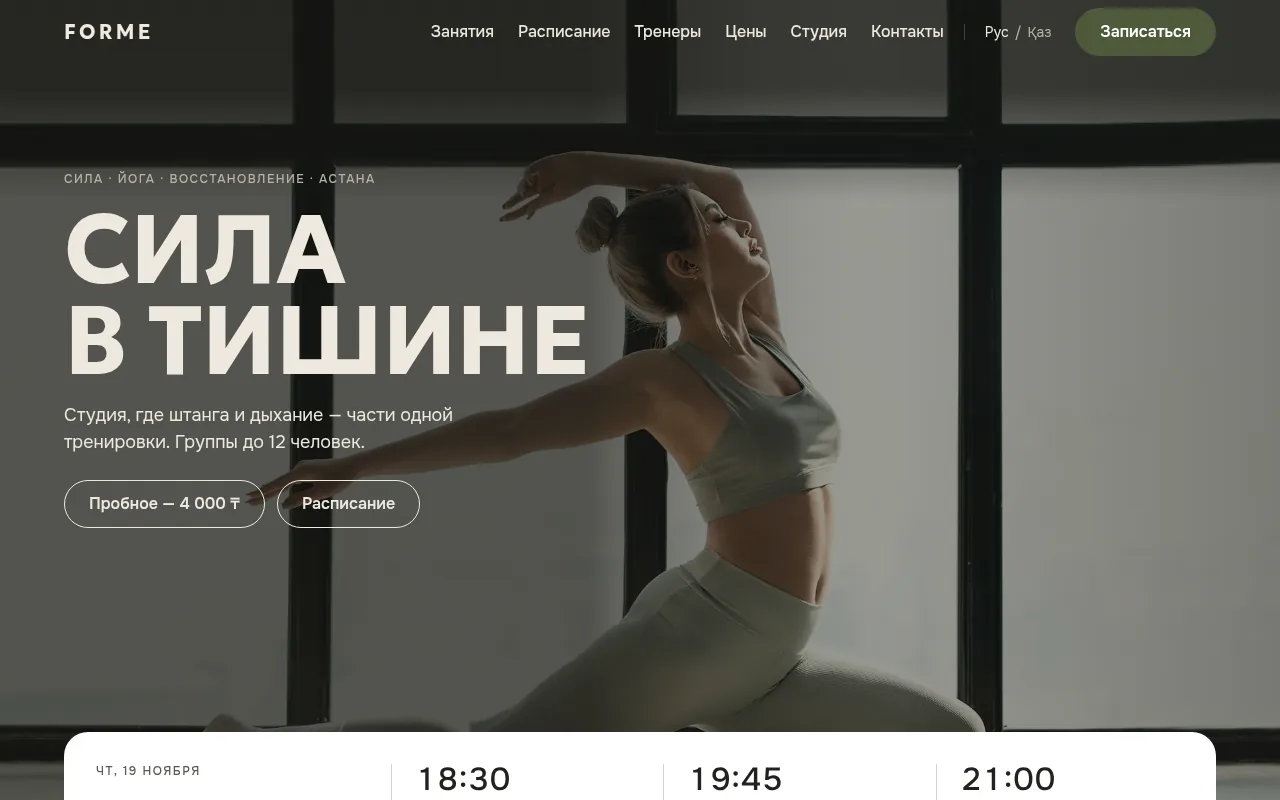 FORME
Занятия Расписание Тренеры Цены Студия Контакты Рус / Қаз Записаться
СИЛА · ЙОГА · ВОССТАНОВЛЕНИЕ · АСТАНА
СИЛА
В ТИШИНЕ
Студия, где штанга и дыхание — части одной
тренировки. Группы до 12 человек.
Пробное — 4 000 ₸ Расписание
ЧТ, 19 НОЯБРЯ 18:30 19:45 21:00